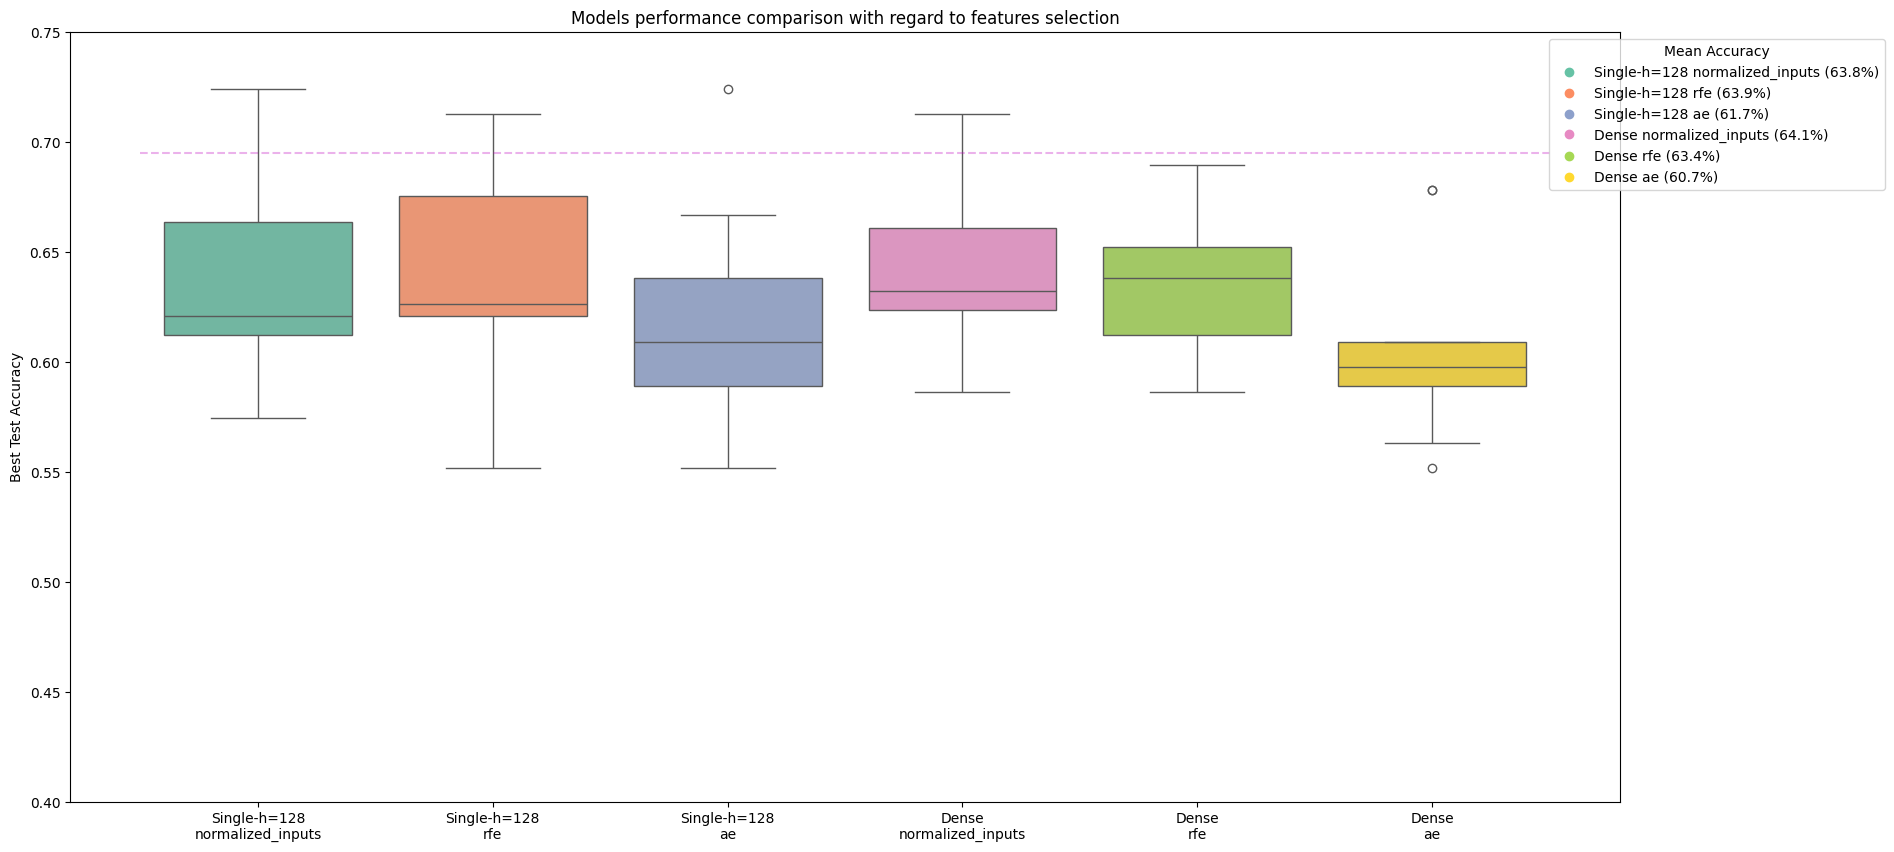 Models performance comparison with regard to features selection
Best Test Accuracy
0.75
0.70
0.65
0.60
0.55
0.50
0.45
0.40
Single-h=128
normalized_inputs
Single-h=128
rfe
Single-h=128
ae
Dense
normalized_inputs
Dense
rfe
Dense
ae
Mean Accuracy
Single-h=128 normalized_inputs (63.8%)
Single-h=128 rfe (63.9%)
Single-h=128 ae (61.7%)
Dense normalized_inputs (64.1%)
Dense rfe (63.4%)
Dense ae (60.7%)